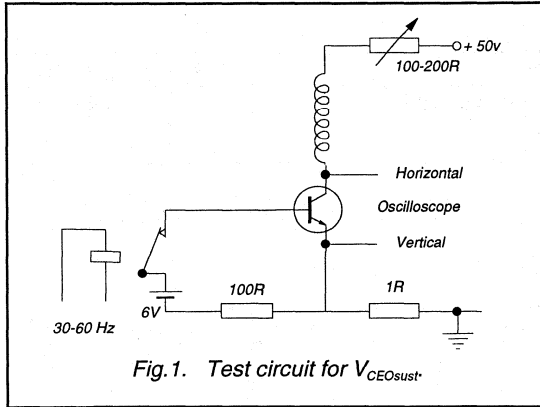 + 50v
100-200R
Horizontal
Oscilloscope
Vertical
100R
1R
6V
30-60 Hz
Fig.1. Test circuit for VCEOsust.